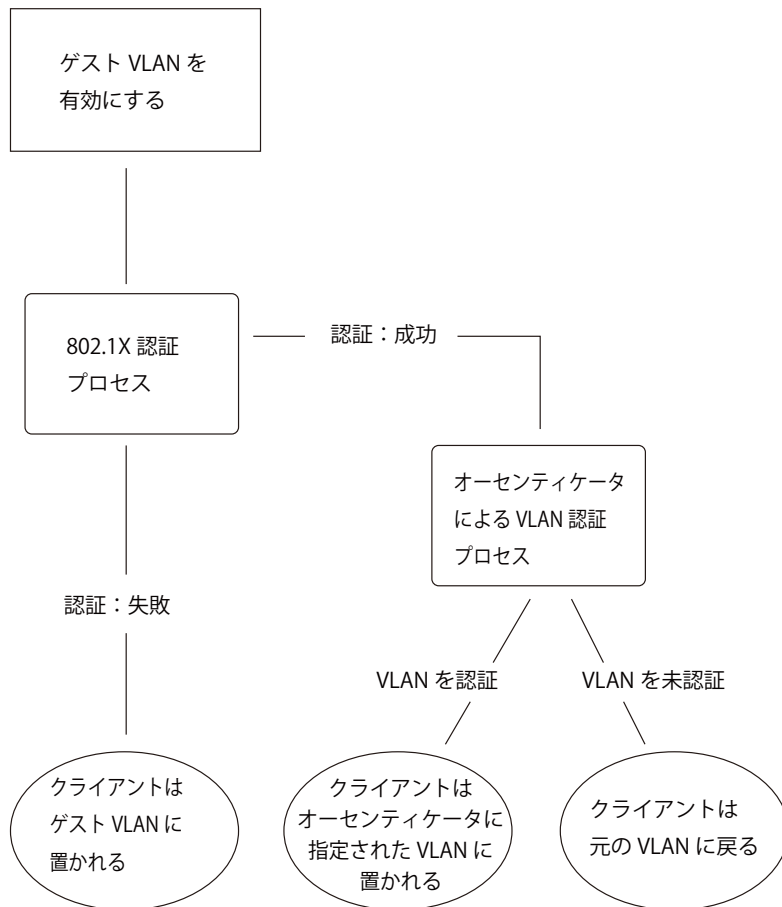 ゲスト VLAN を
有効にする
802.1X 認証
プロセス
認証：成功
オーセンティケータ
による VLAN 認証
プロセス
認証：失敗
VLAN を認証
VLAN を未認証
クライアントは
ゲスト VLAN に
置かれる
クライアントは
オーセンティケータに
指定された VLAN に
置かれる
クライアントは
元の VLAN に戻る